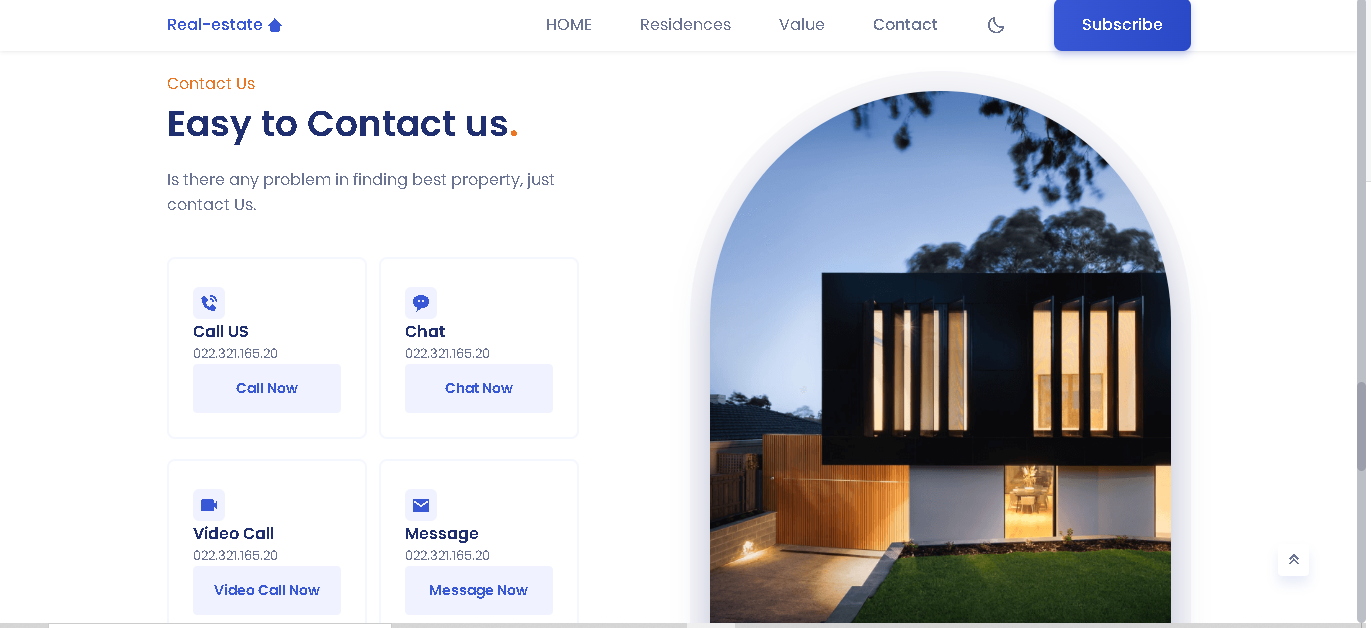 Real-estate
HOME
Residences
Value
Contact
Subscribe
Contact Us
Easy to Contact us.
Is there any problem in finding best property, just
contact Us.
Call US
022.321.165.20
Call Now
Chat
022.321.165.20
Chat Now
Video Call
022.321.165.20
Video Call Now
Message
022.321.165.20
Message Now